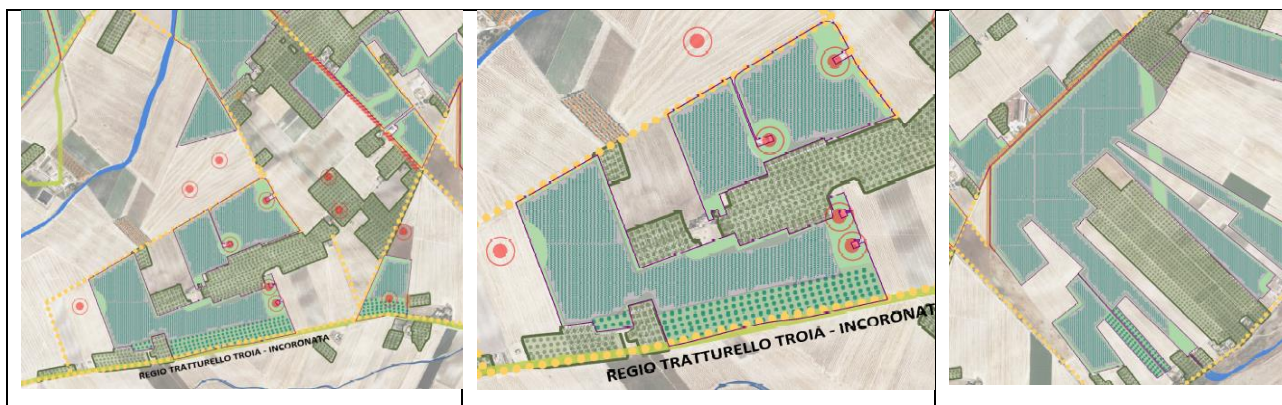 REGIO TRATTURELLO TROIA - INCORONATA
REGIO TRATTURELLO TROIA - INCORONAT